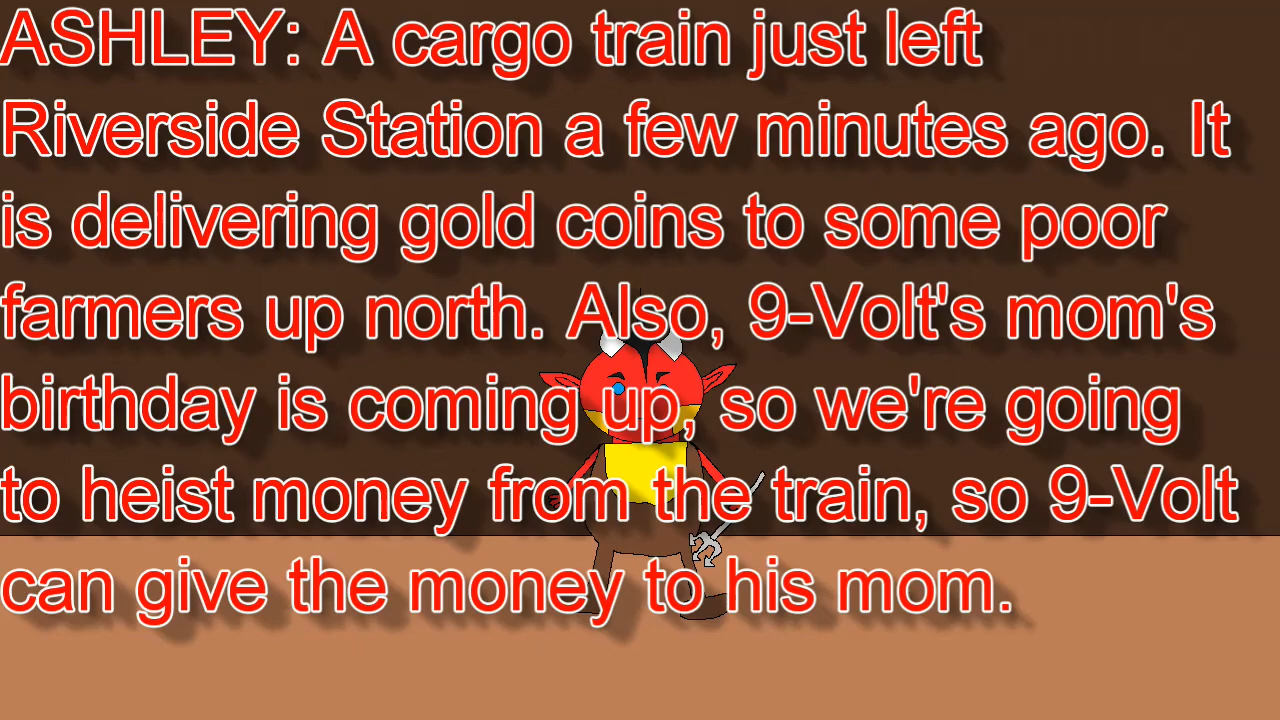 ASHLEY: A cargo train just left
Riverside Station a few minutes ago. It
is delivering gold coins to some poor
farmers up north. Also, 9-Volt's mom's
birthday is coming up, so we're going
to heist money from the train, so 9-Volt
can give the money to his mom.